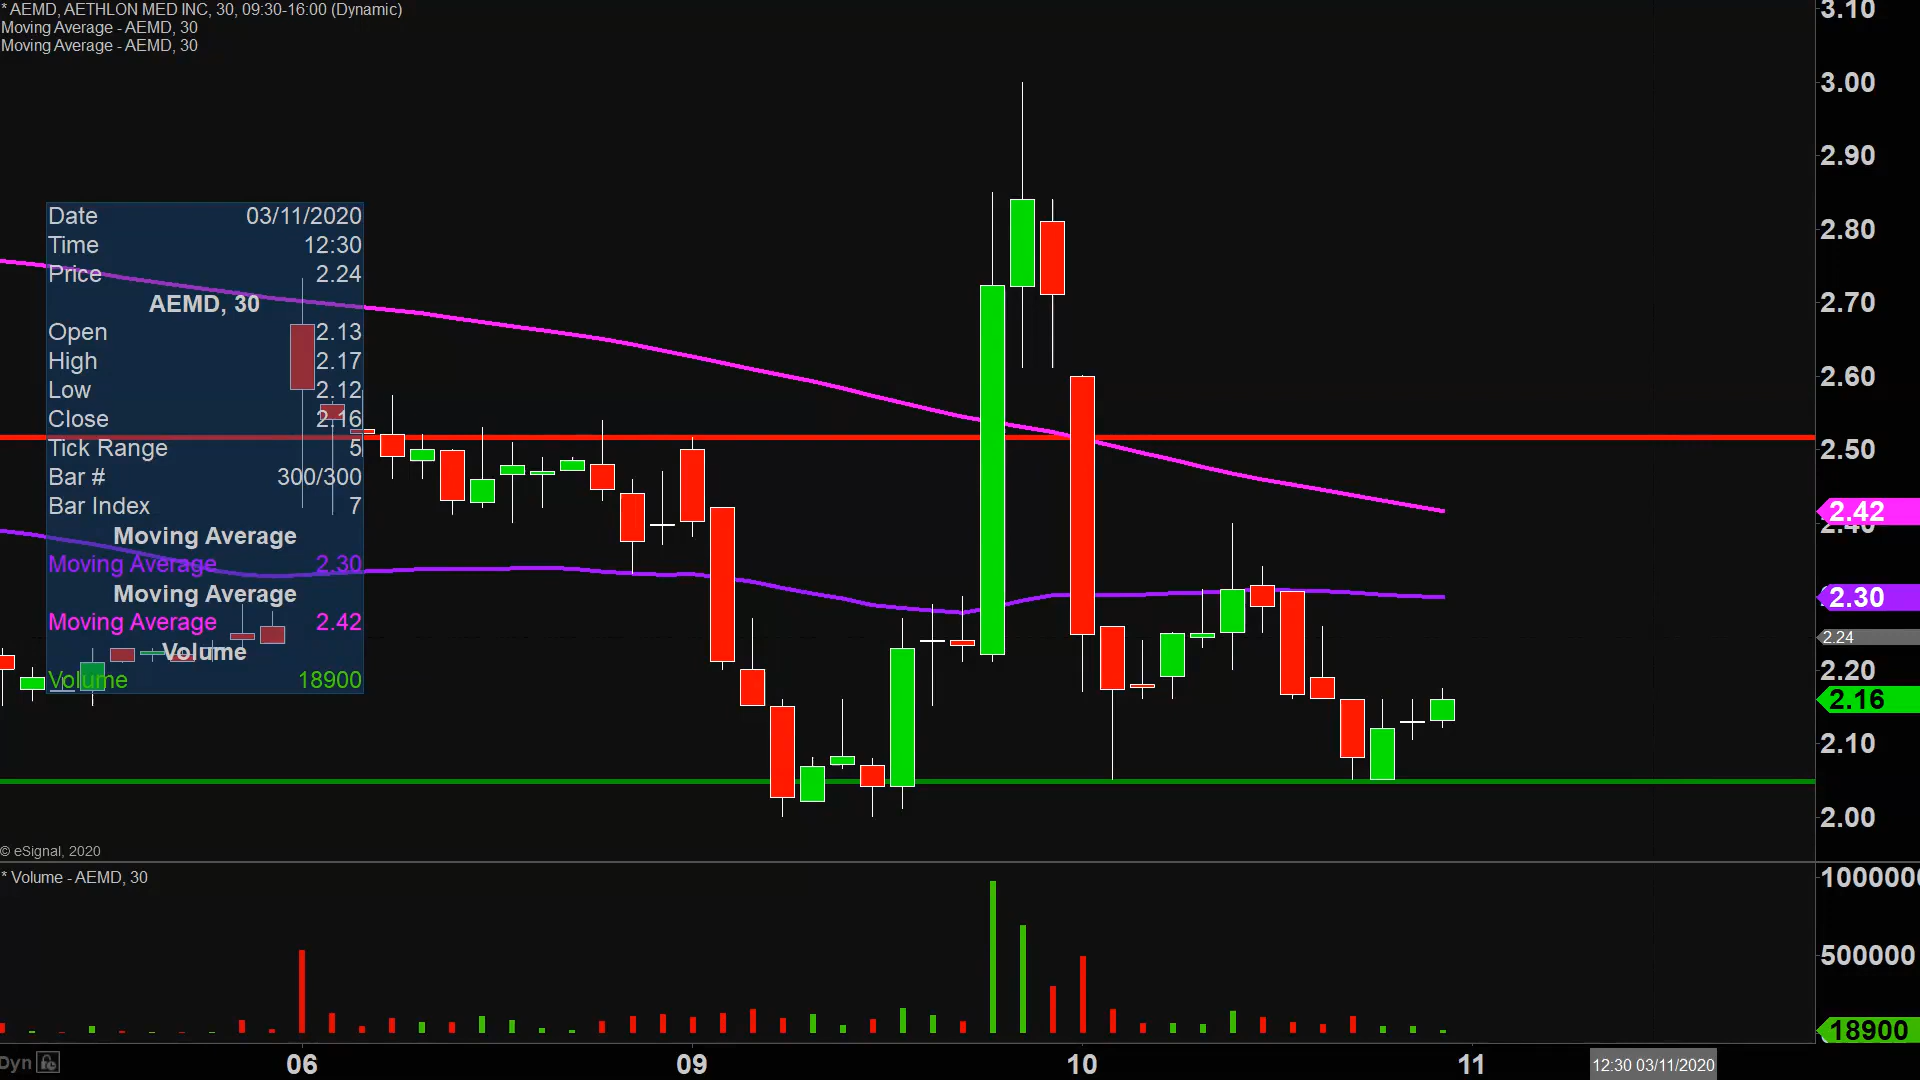 * AEMD, AETHLON MED INC, 30, 09:30-16:00 (Dynamic)
Moving Average - AEMD, 30
Moving Average - AEMD, 30
Date 03/11/2020
Time 12:30
Price 2.24
AEMD, 30
Open 2.13
High 2.17
Low 2.12
Close 2.16
Tick Range 5
Bar # 300/300
Bar Index 7
Moving Average
Moving Average 2.30
Moving Average
Moving Average 2.42
Volume
Volume 18900
3.10
3.00
2.90
2.80
2.70
2.60
2.50
2.42
2.40
2.30
2.24
2.20
2.16
2.10
2.00
© eSignal, 2020
* Volume - AEMD, 30
1000000
500000
18900
Dyn
06
09
10
11
12:30 03/11/2020